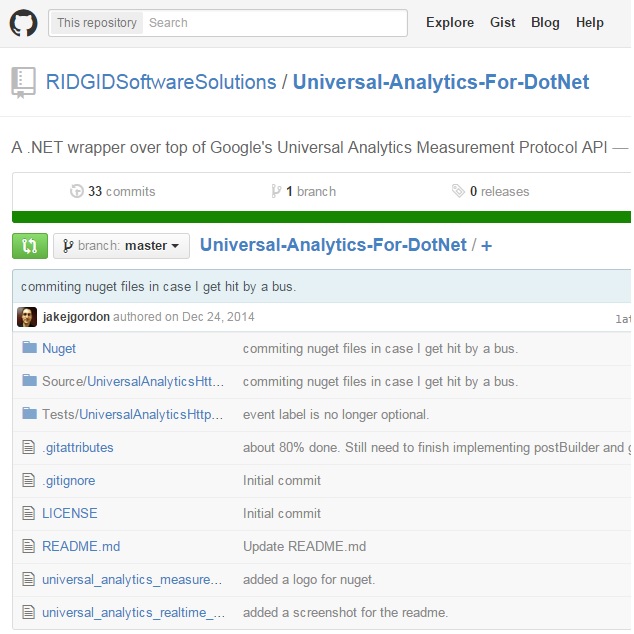 This repository Search Explore Gist Blog Help
RIDGIDSoftwareSolutions / Universal-Analytics-For-DotNet
A .NET wrapper over top of Google's Universal Analytics Measurement Protocol API —
33 commits 1 branch 0 releases
branch: master Universal-Analytics-For-DotNet / +
commiting nuget files in case I get hit by a bus.
jakejgordon authored on Dec 24, 2014 lat
Nuget commiting nuget files in case I get hit by a bus.
Source/UniversalAnalyticsHtt... commiting nuget files in case I get hit by a bus.
Tests/UniversalAnalyticsHttp... event label is no longer optional.
.gitattributes about 80% done. Still need to finish implementing postBuilder and g
.gitignore Initial commit
LICENSE Initial commit
README.md Update README.md
universal_analytics_measure... added a logo for nuget.
universal_analytics_realtime_... added a screenshot for the readme.